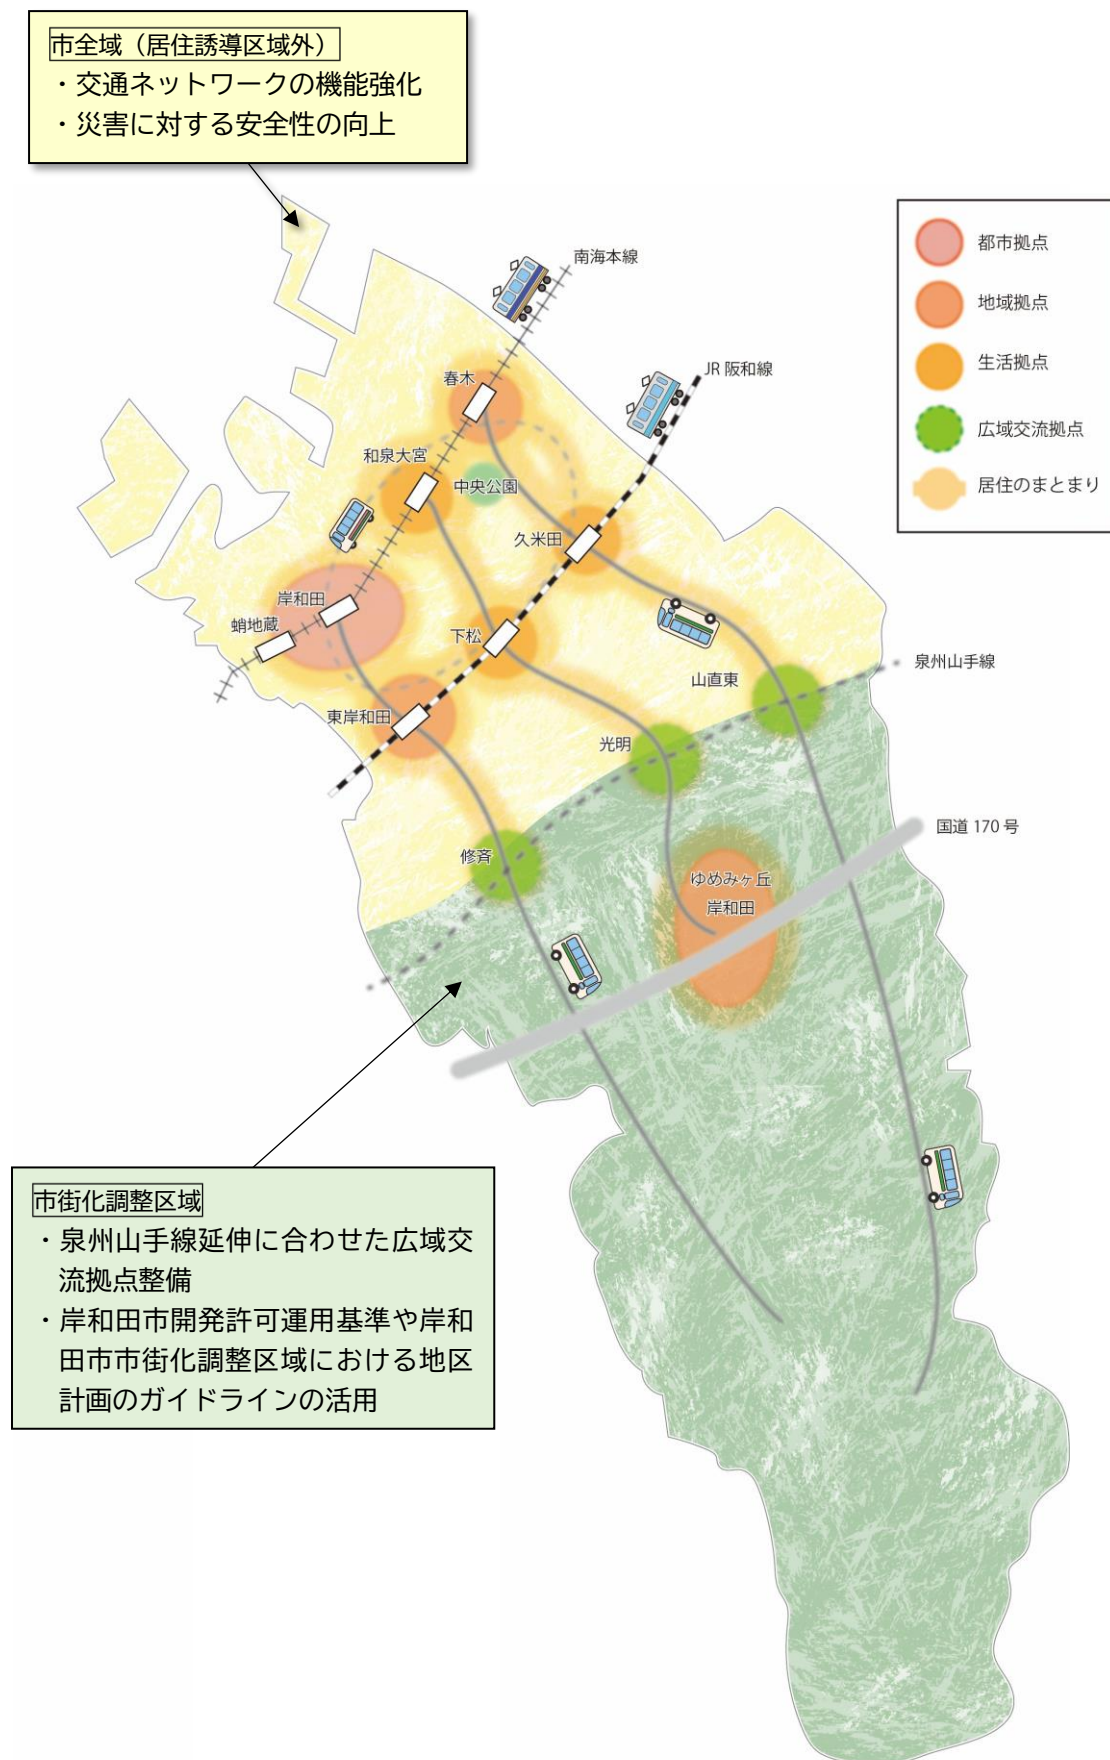 市全域（居住誘導区域外）
・交通ネットワークの機能強化
・災害に対する安全性の向上
都市拠点
地域拠点
生活拠点
広域交流拠点
居住のまとまり
南海本線
JR 阪和線
春木
和泉大宮
中央公園
久米田
岸和田
蛸地蔵
下松
山直東
泉州山手線
東岸和田
光明
国道 170 号
修斉
ゆめみヶ丘
岸和田
市街化調整区域
・泉州山手線延伸に合わせた広域交
流拠点整備
・岸和田市開発許可運用基準や岸和
田市市街化調整区域における地区
計画のガイドラインの活用